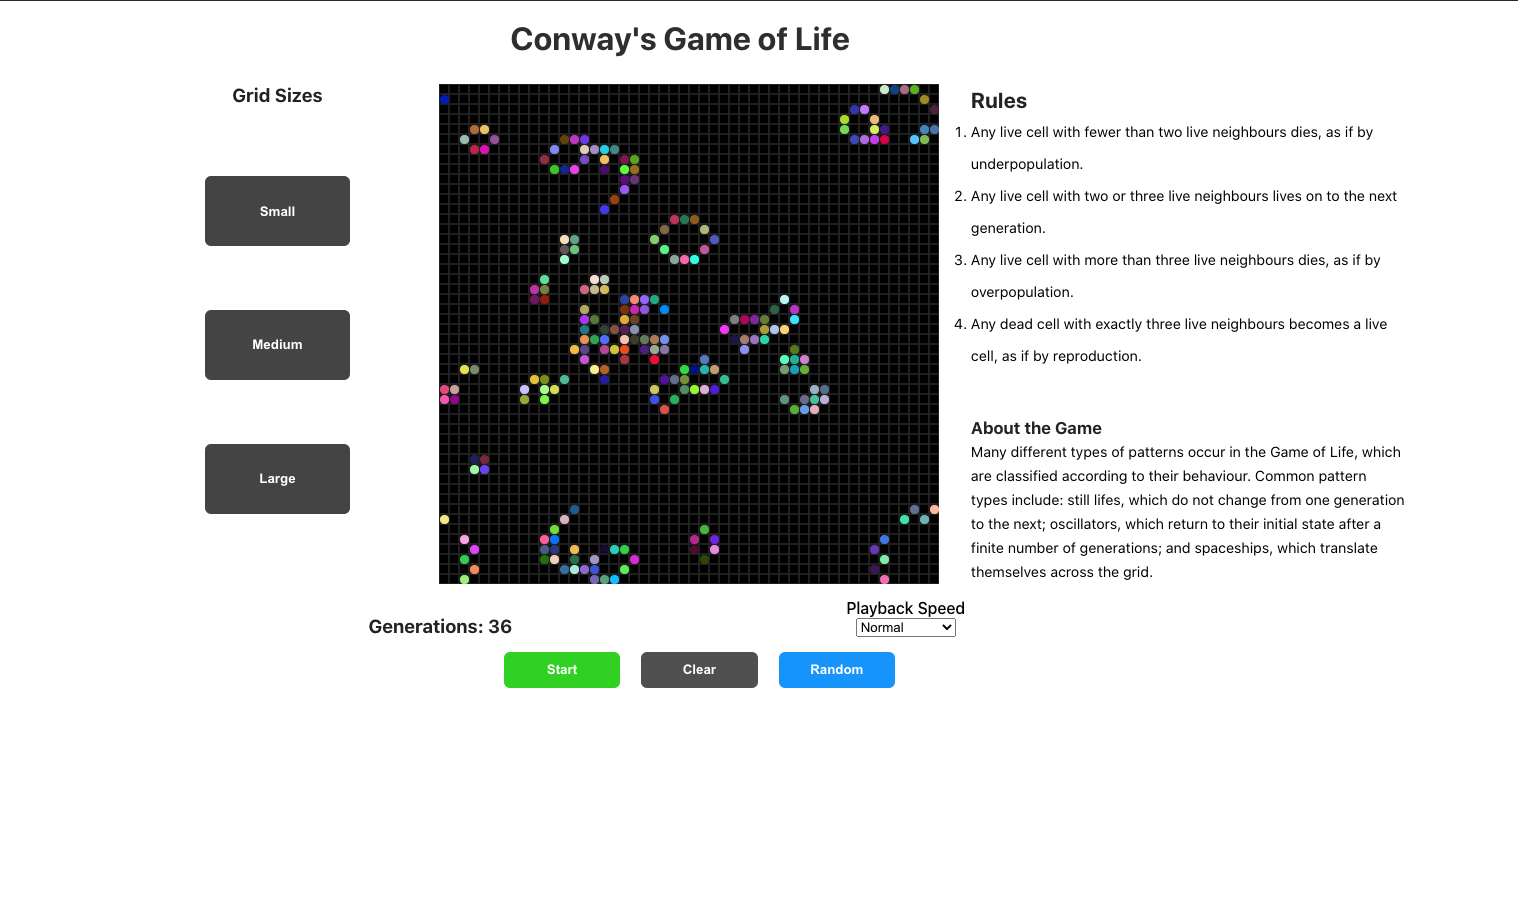 Conway's Game of Life
Grid Sizes
Small
Medium
Large
Rules
1. Any live cell with fewer than two live neighbours dies, as if by
underpopulation.
2. Any live cell with two or three live neighbours lives on to the next
generation.
3. Any live cell with more than three live neighbours dies, as if by
overpopulation.
4. Any dead cell with exactly three live neighbours becomes a live
cell, as if by reproduction.
About the Game
Many different types of patterns occur in the Game of Life, which
are classified according to their behaviour. Common pattern
types include: still lifes, which do not change from one generation
to the next; oscillators, which return to their initial state after a
finite number of generations; and spaceships, which translate
themselves across the grid.
Generations: 36
Playback Speed
Normal
Start
Clear
Random